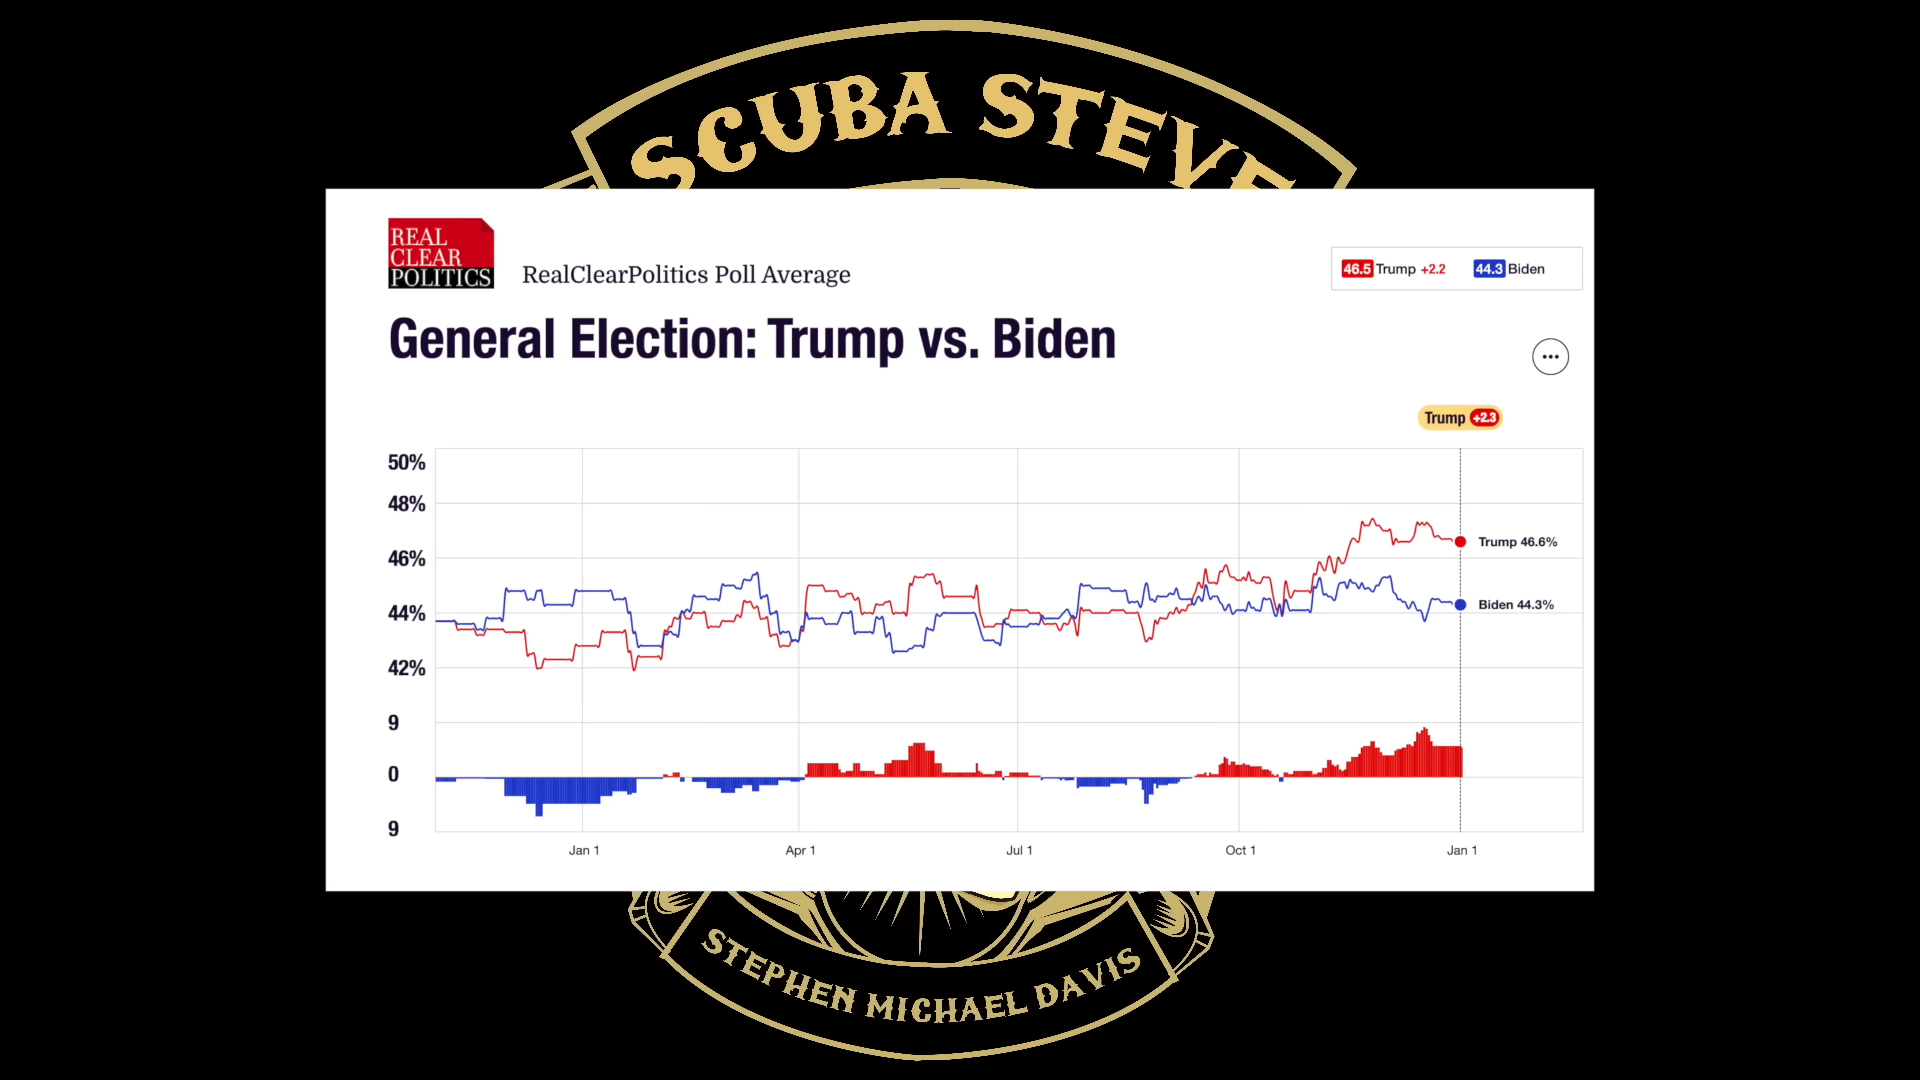 SCUBA STEVE
REAL
CLEAR
POLITICS
RealClearPolitics Poll Average
46.5 Trump +2.2 44.3 Biden
General Election: Trump vs. Biden
Trump +2.3
50%
48%
46%
44%
42%
9
0
9
Trump 46.6%
Biden 44.3%
Jan 1 Apr 1 Jul 1 Oct 1 Jan 1
STEPHEN MICHAEL DAVIS